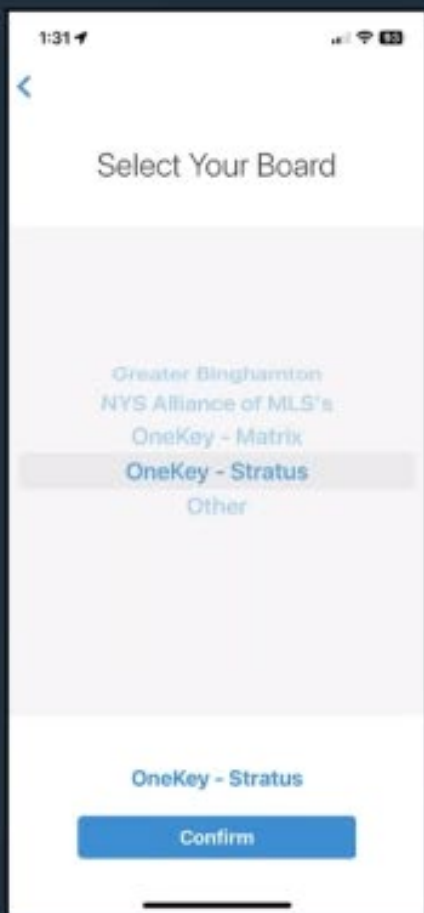 1:31
93
Select Your Board
Greater Binghamton
NYS Alliance of MLS's
OneKey - Matrix
OneKey - Stratus
Other
OneKey - Stratus
Confirm